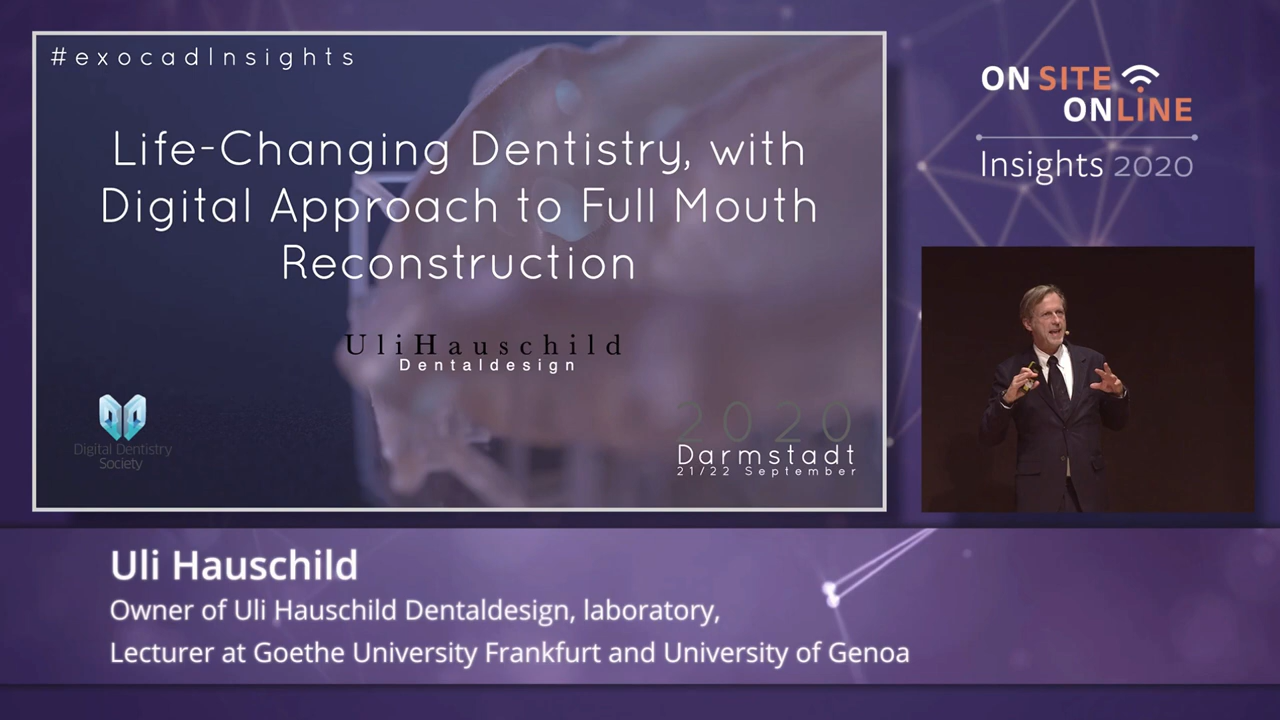 #exocadInsights
Life-Changing Dentistry, with
Digital Approach to Full Mouth
Reconstruction
UliHauschild
Dentaldesign
Digital Dentistry
Society
2020
Darmstadt
21/22 September
ON SITE
ONLINE
Insights 2020
Uli Hauschild
Owner of Uli Hauschild Dentaldesign, laboratory,
Lecturer at Goethe University Frankfurt and University of Genoa